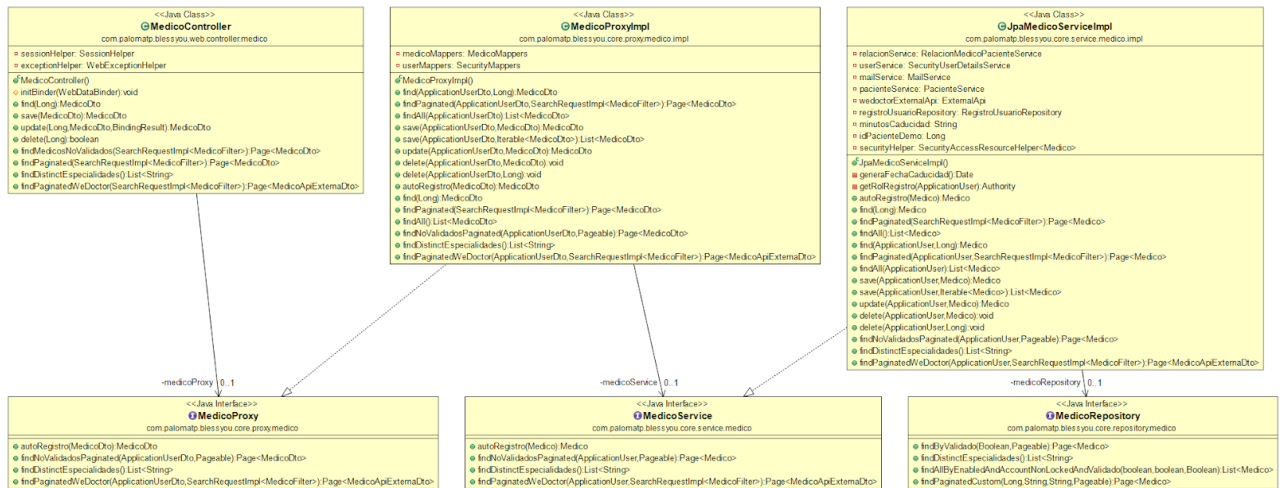 <<Java Class>>
MedicoController
com.palomatp.blessyou.web.controller.medico
sessionHelper: SessionHelper
exceptionHelper: WebExceptionHelper
MedicoController()
initBinder(WebDataBinder):void
find(Long):MedicoDto
save(MedicoDto):MedicoDto
update(Long,MedicoDto,BindingResult):MedicoDto
delete(Long):boolean
findMedicosNoValidados(SearchRequestImpl<MedicoFilter>):Page<MedicoDto>
findPaginated(SearchRequestImpl<MedicoFilter>):Page<MedicoDto>
findDistinctEspecialidades():List<String>
findPaginatedWeDoctor(SearchRequestImpl<MedicoFilter>):Page<MedicoApiExternaDto>
<<Java Class>>
MedicoProxyImpl
com.palomatp.blessyou.core.proxy.medico.impl
medicoMappers: MedicoMappers
userMappers: SecurityMappers
MedicoProxyImpl()
find(ApplicationUserDto,Long):MedicoDto
findPaginated(ApplicationUserDto,SearchRequestImpl<MedicoFilter>):Page<MedicoDto>
findAll(ApplicationUserDto):List<MedicoDto>
save(ApplicationUserDto,MedicoDto):MedicoDto
save(ApplicationUserDto,Iterable<MedicoDto>):List<MedicoDto>
update(ApplicationUserDto,MedicoDto):MedicoDto
delete(ApplicationUserDto,MedicoDto):void
delete(ApplicationUserDto,Long):void
autoRegistro(MedicoDto):MedicoDto
find(Long):MedicoDto
findPaginated(SearchRequestImpl<MedicoFilter>):Page<MedicoDto>
findAll():List<MedicoDto>
findNoValidadosPaginated(ApplicationUserDto,Pageable):Page<MedicoDto>
findDistinctEspecialidades():List<String>
findPaginatedWeDoctor(ApplicationUserDto,SearchRequestImpl<MedicoFilter>):Page<MedicoApiExternaDto>
<<Java Class>>
JpaMedicoServiceImpl
com.palomatp.blessyou.core.service.medico.impl
relacionService: RelacionMedicoPacienteService
userService: SecurityUserDetailsService
mailService: MailService
pacienteService: PacienteService
wedoctorExternalApi: ExternalApi
registroUsuarioRepository: RegistroUsuarioRepository
minutosCaducidad: String
idPacienteDemo: Long
securityHelper: SecurityAccessResourceHelper<Medico>
JpaMedicoServiceImpl()
generaFechaCaducidad():Date
getRolRegistro(ApplicationUser):Authority
autoRegistro(Medico):Medico
find(Long):Medico
findPaginated(SearchRequestImpl<MedicoFilter>):Page<Medico>
findAll():List<Medico>
find(ApplicationUser,Long):Medico
findPaginated(ApplicationUser,SearchRequestImpl<MedicoFilter>):Page<Medico>
findAll(ApplicationUser):List<Medico>
save(ApplicationUser,Medico):Medico
save(ApplicationUser,Iterable<Medico>):List<Medico>
update(ApplicationUser,Medico):Medico
delete(ApplicationUser,Medico):void
delete(ApplicationUser,Long):void
findNoValidadosPaginated(ApplicationUser,Pageable):Page<Medico>
findDistinctEspecialidades():List<String>
findPaginatedWeDoctor(ApplicationUser,SearchRequestImpl<MedicoFilter>):Page<MedicoApiExternaDto>
-medicoProxy 0..1
-medicoService 0..1
-medicoRepository 0..1
<<Java Interface>>
MedicoProxy
com.palomatp.blessyou.core.proxy.medico
autoRegistro(MedicoDto):MedicoDto
findNoValidadosPaginated(ApplicationUserDto,Pageable):Page<MedicoDto>
findDistinctEspecialidades():List<String>
findPaginatedWeDoctor(ApplicationUserDto,SearchRequestImpl<MedicoFilter>):Page<MedicoApiExternaDto>
<<Java Interface>>
MedicoService
com.palomatp.blessyou.core.service.medico
autoRegistro(Medico):Medico
findNoValidadosPaginated(ApplicationUser,Pageable):Page<Medico>
findDistinctEspecialidades():List<String>
findPaginatedWeDoctor(ApplicationUser,SearchRequestImpl<MedicoFilter>):Page<MedicoApiExternaDto>
<<Java Interface>>
MedicoRepository
com.palomatp.blessyou.core.repository.medico
findByValidado(Boolean,Pageable):Page<Medico>
findDistinctEspecialidades():List<String>
findAllByEnabledAndAccountNonLockedAndValidado(boolean,boolean,Boolean):List<Medico>
findPaginatedCustom(Long,String,String,Pageable):Page<Medico>